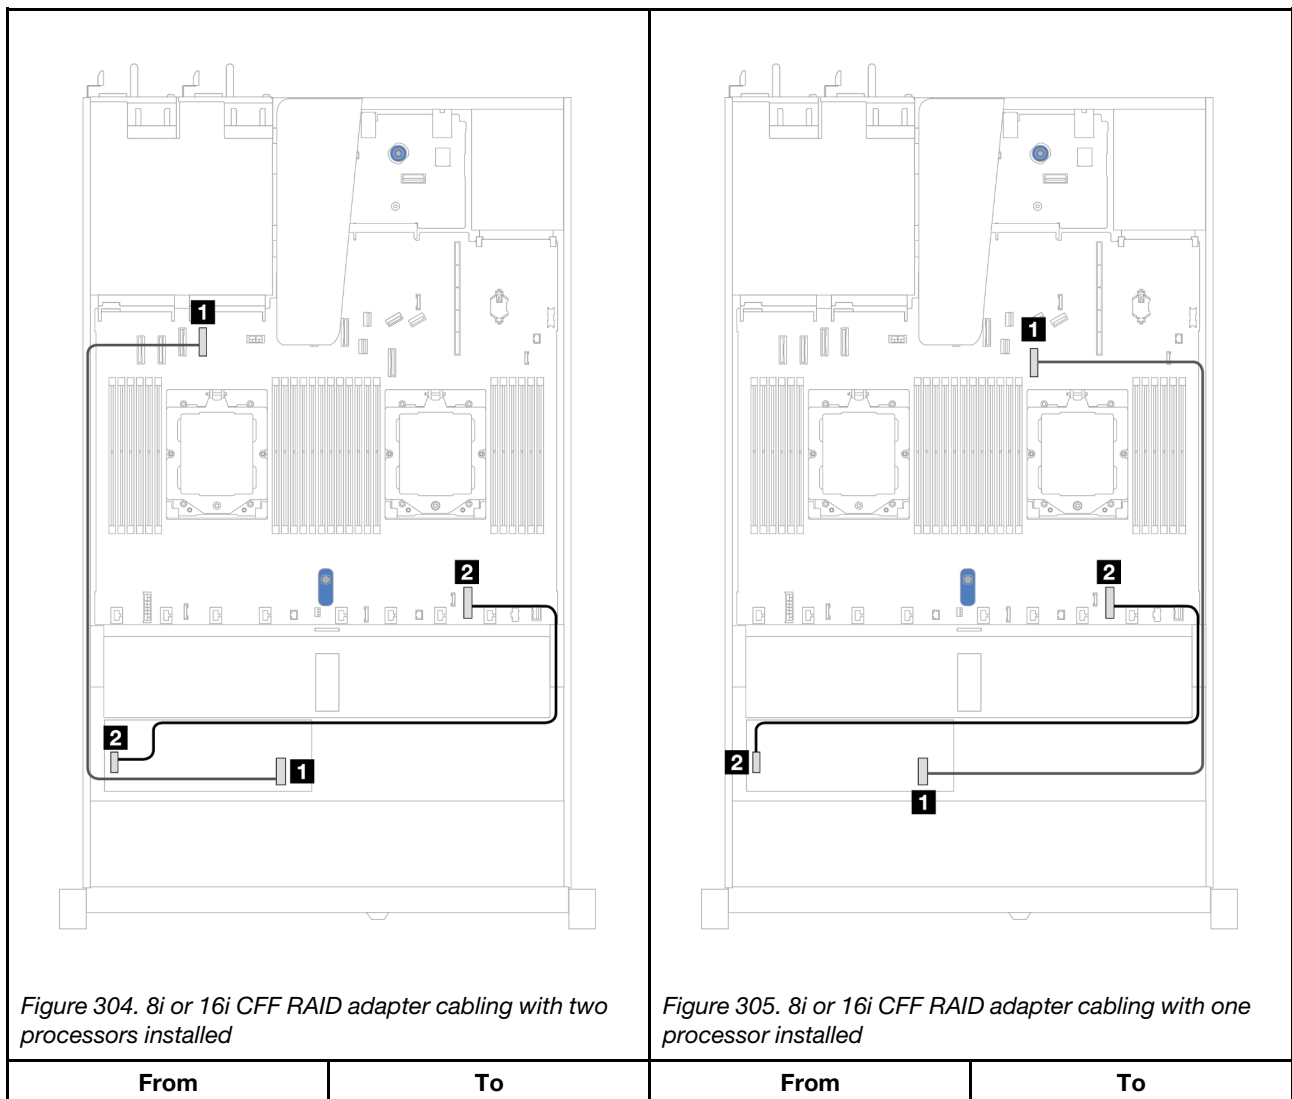 1
2
2
1
Figure 304. 8i or 16i CFF RAID adapter cabling with two
processors installed
1
2
2
1
Figure 305. 8i or 16i CFF RAID adapter cabling with one
processor installed
From To From To